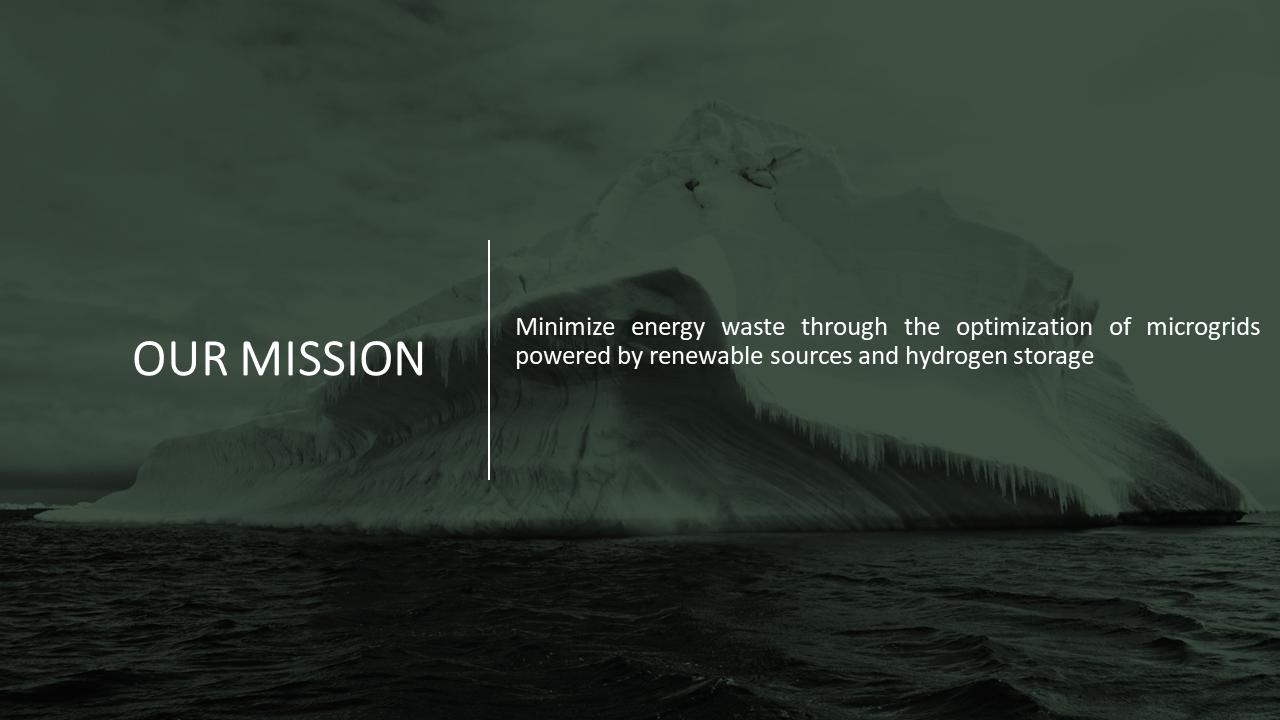 OUR MISSION
Minimize energy waste through the optimization of microgrids
powered by renewable sources and hydrogen storage